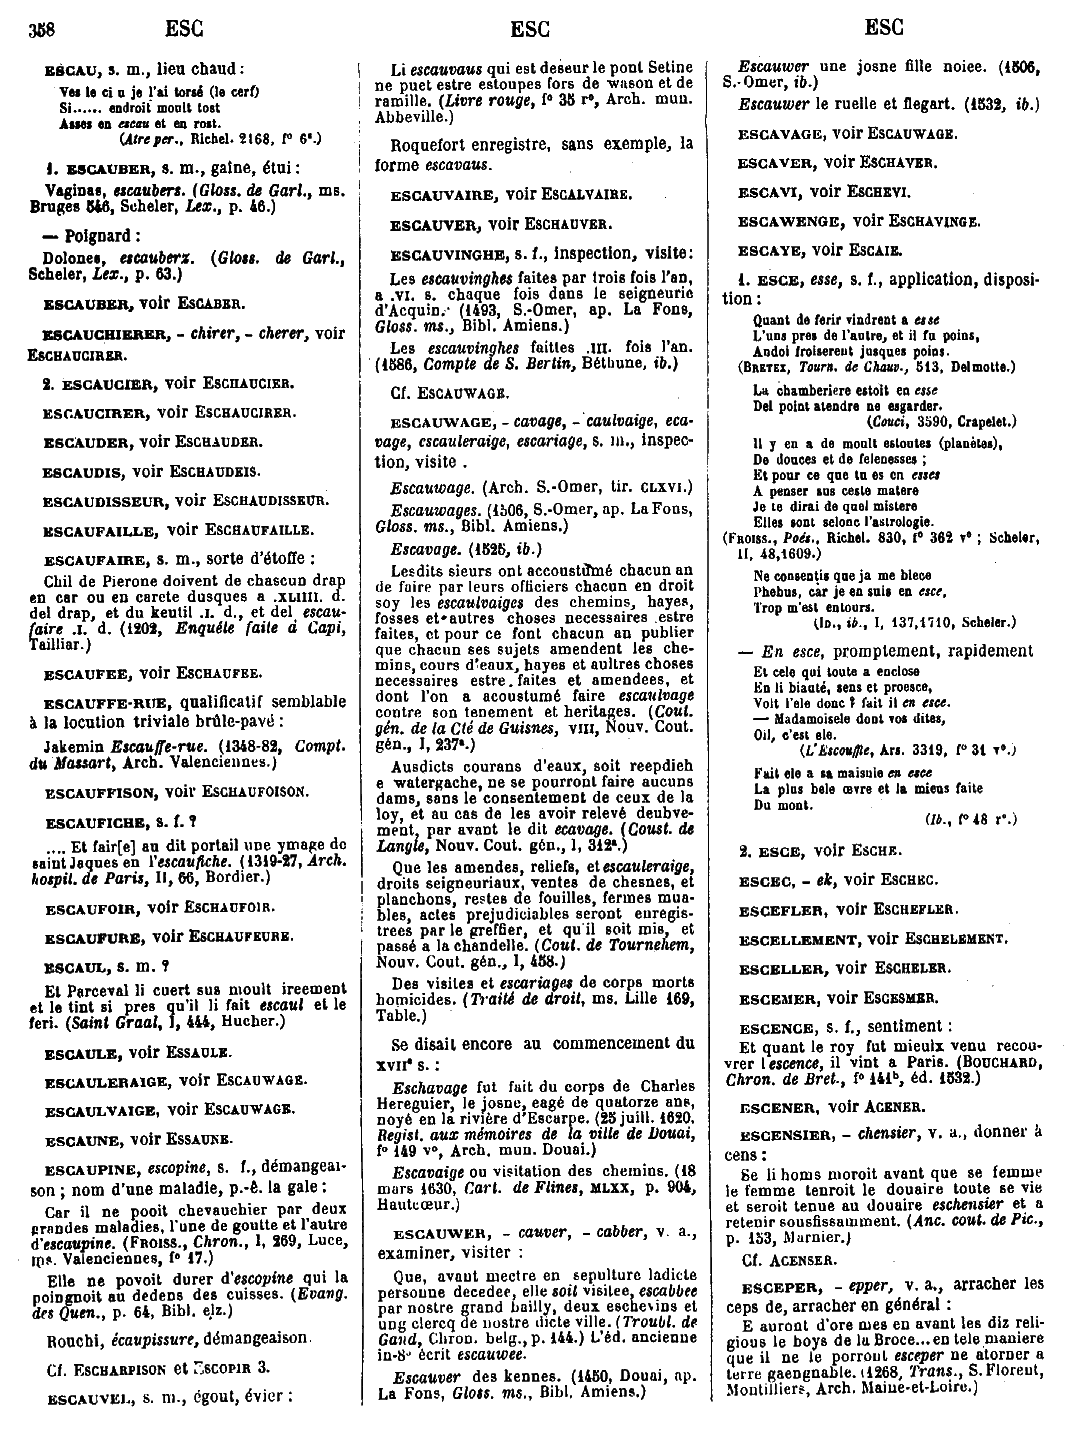 358 ESC ESC ESC
ESCAU, s. m., lieu chaud :
Ves le ci u je l'ai torsé (le cerf)
Si...... endroit moult tost
Asses en escau et en rost.
(Atre per., Richel. 2168, f° 6ª.)
1. ESCAUBER, s. m., gaîne, étui :
Vaginas, escaubers. (Gloss. de Garl., ms.
Bruges 546, Scheler, Lex., p. 46.)
— Poignard :
Dolones, escauberz. (Gloss. de Garl.,
Scheler, Lex., p. 63.)
ESCAUBER, voir ESCABER.
ESCAUCHIERER, - chirer, - cherer, voir
ESCHAUCIRER.
2. ESCAUCIER, voir ESCHAUCIER.
ESCAUCIRER, voir ESCHAUCIRER.
ESCAUDER, voir ESCHAUDER.
ESCAUDIS, voir ESCHAUDEIS.
ESCAUDISSEUR, voir ESCHAUDISSEUR.
ESCAUFAILLE, voir ESCHAUFAILLE.
ESCAUFAIRE, s. m., sorte d'étoffe :
Chil de Pierone doivent de chascun drap
en car ou en carete dusques a .XLIIII. d.
del drap, et du keutil .I. d., et del escau-
faire .I. d. (1202, Enquête faite à Capi,
Tailliar.)
ESCAUFEE, voir ESCHAUFEE.
ESCAUFFE-RUE, qualificatif semblable
à la locution triviale brûle-pavé :
Jakemin Escauffe-rue. (1348-82, Compt.
du Massart, Arch. Valenciennes.)
ESCAUFFISON, voir ESCHAUFOISON.
ESCAUFICHE, s. f. ?
.... Et fair[e] au dit portail une ymage de
saint Jaques en l'escaufiche. (1319-27, Arch.
hospit. de Paris, II, 66, Bordier.)
ESCAUFOIR, voir ESCHAUFOIR.
ESCAUFURE, voir ESCHAUFEURE.
ESCAUL, s. m. ?
Et Parceval li cuert sus moult ireement
et le tint si pres qu'il li fait escaul et le
feri. (Saint Graal, I, 444, Hucher.)
ESCAULE, voir ESSAULE.
ESCAULERAIGE, voir ESCAUWAGE.
ESCAULVAIGE, voir ESCAUWAGE.
ESCAUNE, voir ESSAUNE.
ESCAUPINE, escopine, s. f., démangeai-
son ; nom d'une maladie, p.-ê. la gale :
Car il ne pooit chevauchier par deux
grandes maladies, l'une de goutte et l'autre
d'escaupine. (FROISS., Chron., I, 269, Luce,
ms. Valenciennes, f° 17.)
Elle ne povoit durer d'escopine qui la
poingnoit au dedens des cuisses. (Evang.
des Quen., p. 64, Bibl. elz.)
Rouchi, écaupissure, démangeaison.
Cf. ESCHARPISON et ESCOPIR 3.
ESCAUVEL, s. m., égout, évier :
Li escauvaus qui est deseur le pont Setine
ne puet estre estoupes fors de wason et de
ramille. (Livre rouge, f° 35 r°, Arch. mun.
Abbeville.)
Roquefort enregistre, sans exemple, la
forme escavaus.
ESCAUVAIRE, voir ESCALVAIRE.
ESCAUVER, voir ESCHAUVER.
ESCAUVINGHE, s. f., inspection, visite :
Les escauvinghes faites par trois fois l'an,
a .VI. s. chaque fois dans le seigneurie
d'Acquin. (1493, S.-Omer, ap. La Fons,
Gloss. ms., Bibl. Amiens.)
Les escauvinghes faittes .III. fois l'an.
(1586, Compte de S. Bertin, Béthune, ib.)
Cf. ESCAUWAGE.
ESCAUWAGE, - cavage, - caulvaige, eca-
vage, escauleraige, escariage, s. m., inspec-
tion, visite .
Escauwage. (Arch. S.-Omer, tir. CLXVI.)
Escauwages. (1506, S.-Omer, ap. La Fons,
Gloss. ms., Bibl. Amiens.)
Escavage. (1525, ib.)
Lesdits sieurs ont accoustumé chacun an
de faire par leurs officiers chacun en droit
soy les escaulvaiges des chemins, hayes,
fosses et autres choses necessaires estre
faites, et pour ce font chacun an publier
que chacun ses sujets amendent les che-
mins, cours d'eaux, hayes et aultres choses
necessaires estre faites et amendees, et
dont l'on a acoustumé faire escaulvage
contre son tenement et heritages. (Cout.
gén. de la Cté de Guisnes, VIII, Nouv. Cout.
gén., I, 237ª.)
Ausdicts courans d'eaux, soit reepdieh
e watergache, ne se pourront faire aucuns
dams, sans le consentement de ceux de la
loy, et au cas de les avoir relevé deubve-
ment, par avant le dit ecavage. (Coust. de
Langle, Nouv. Cout. gén., I, 312ª.)
Que les amendes, reliefs, et escauleraige,
droits seigneuriaux, ventes de chesnes, et
planchons, restes de fouilles, fermes mua-
bles, actes prejudiciables seront enregis-
trees par le greffier, et qu'il soit mis, et
passé a la chandelle. (Cout. de Tournehem,
Nouv. Cout. gén., I, 458.)
Des visites et escariages de corps morts
homicides. (Traité de droit, ms. Lille 169,
Table.)
Se disait encore au commencement du
XVIIe s. :
Eschavage fut fait du corps de Charles
Hereguier, le josne, eagé de quatorze ans,
noyé en la rivière d'Escarpe. (25 juill. 1620,
Regist. aux mémoires de la ville de Douai,
f° 149 v°, Arch. mun. Douai.)
Escavaige ou visitation des chemins. (18
mars 1630, Cart. de Flines, MLXX, p. 904,
Hautcœur.)
ESCAUWER, - cauver, - cabber, v. a.,
examiner, visiter :
Que, avant mectre en sepulture ladicte
persoune decedee, elle soit visitee, escabbee
par nostre grand bailly, deux eschevins et
ung clercq de nostre dicte ville. (Troubl. de
Gand, Chron. belg., p. 144.) L'éd. ancienne
in-8° écrit escauwee.
Escauver des kennes. (1450, Douai, ap.
La Fons, Gloss. ms., Bibl. Amiens.)
Escauwer une josne fille noiee. (1506,
S.-Omer, ib.)
Escauwer le ruelle et flegart. (1532, ib.)
ESCAVAGE, voir ESCAUWAGE.
ESCAVER, voir ESCHAVER.
ESCAVI, voir ESCHEVI.
ESCAWENGE, voir ESCHAVINGE.
ESCAYE, voir ESCAIE.
1. ESCE, esse, s. f., application, disposi-
tion :
Quant de ferir vindrent a esse
L'uns pres de l'autre, et il fu poins,
Andoi froiserent jusques poins.
(BRETEX, Tourn. de Chauv., 513, Delmotte.)
La chamberiere estoit en esse
Del point atendre ne esgarder.
(Couci, 3590, Crapelet.)
Il y en a de moult estoutes (planètes),
De douces et de felenesses ;
Et pour ce que tu es en esses
A penser sus ceste matere
Je te dirai de quel mistere
Elles sont selonc l'astrologie.
(FROISS., Poés., Richel. 830, f° 362 v° ; Scheler,
II, 48,1609.)
Ne consentis que ja me blece
Phebus, car je en suis en esce,
Trop m'est entours.
(ID., ib., I, 137,1710, Scheler.)
— En esce, promptement, rapidement
Et cele qui toute a enclose
En li biauté, sens et proesce,
Voit l'ele donc ? fait il en esce.
— Madamoisele dont vos dites,
Oil, c'est ele.
(L'Escoufle, Ars. 3319, f° 31 v°.)
Fait ele a sa maisnie en esce
La plus bele œvre et la mieus faite
Du mont.
(Ib., f° 48 r°.)
2. ESCE, voir ESCHE.
ESCEC, - ek, voir ESCHEC.
ESCEFLER, voir ESCHEFLER.
ESCELLEMENT, voir ESCHELEMENT.
ESCELLER, voir ESCHELER.
ESCEMER, voir ESCESMER.
ESCENCE, s. f., sentiment :
Et quant le roy fut mieulx venu recou-
vrer l'escence, il vint a Paris. (BOUCHARD,
Chron. de Bret., f° 141b, éd. 1532.)
ESCENER, voir ACENER.
ESCENSIER, - chensier, v. a., donner à
cens :
Se li homs moroit avant que se femme
le femme tenroit le douaire toute se vie
et seroit tenue au douaire eschensier et a
retenir sousfissamment. (Anc. cout. de Pic.,
p. 153, Marnier.)
Cf. ACENSER.
ESCEPER, - epper, v. a., arracher les
ceps de, arracher en général :
E auront d'ore mes en avant les diz reli-
gious le boys de la Broce... en tele maniere
que il ne le porront esceper ne atorner a
terre gaengnable. (1268, Trans., S. Florent,
Montilliers, Arch. Maine-et-Loire.)